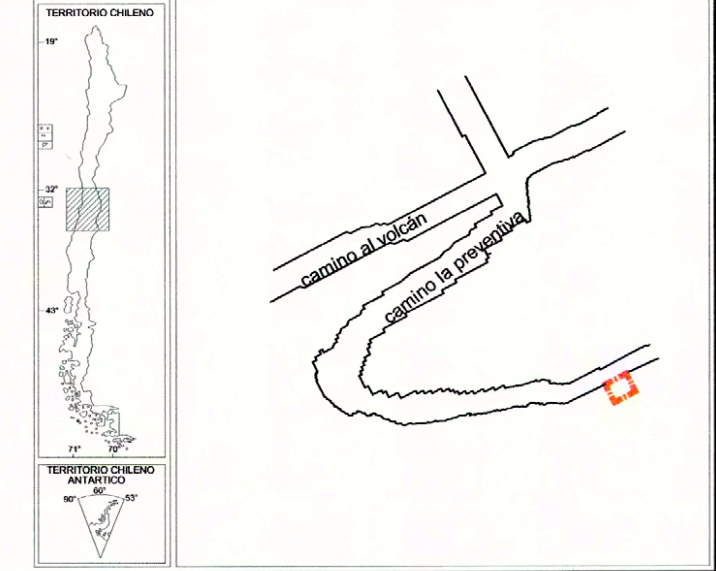 TERRITORIO CHILENO
19°
32°
43°
71° 70°
TERRITORIO CHILENO
ANTARTICO
90° 60° 53°
camino al volcán
camino la preventiva